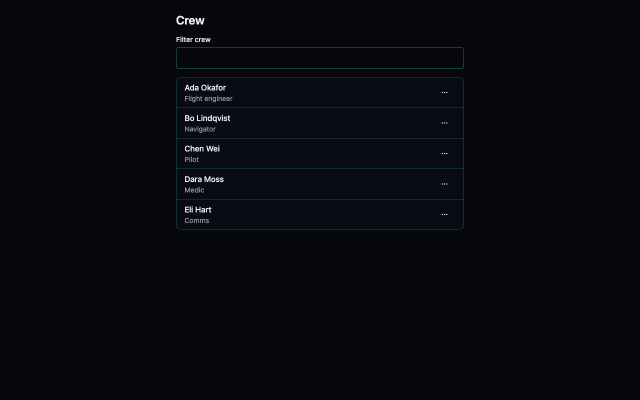 Crew
Filter crew
Ada Okafor
Flight engineer
...
Bo Lindqvist
Navigator
...
Chen Wei
Pilot
...
Dara Moss
Medic
...
Eli Hart
Comms
...